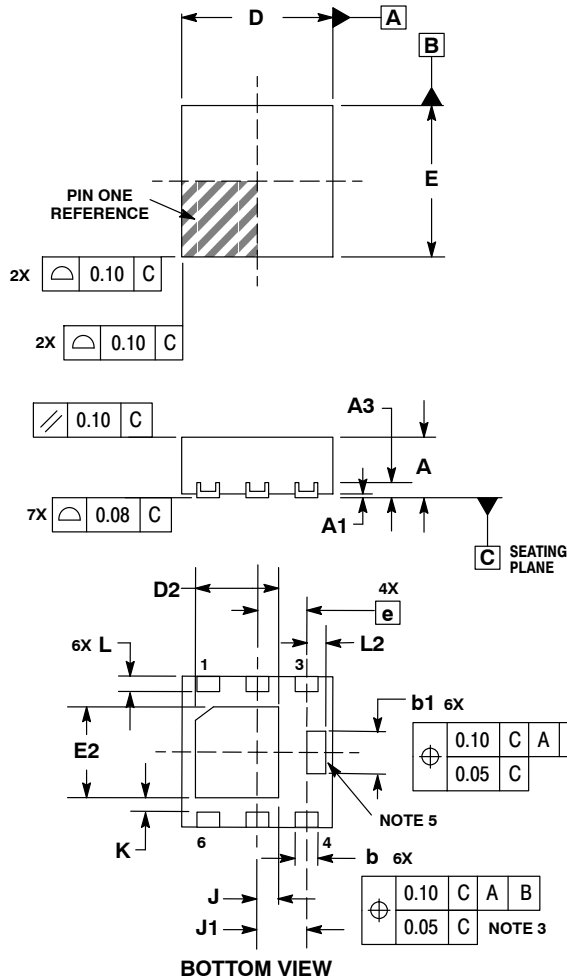 D
A
B
E
PIN ONE
REFERENCE
2X ⌓ 0.10 C
2X ⌓ 0.10 C
// 0.10 C
A3
A
7X ⌓ 0.08 C
A1
C SEATING
PLANE
D2
4X
e
6X L
L2
1
3
b1 6X
⌖ 0.10 C A
0.05 C
E2
NOTE 5
K
6
4
b 6X
J
⌖ 0.10 C A B
0.05 C NOTE 3
J1
BOTTOM VIEW